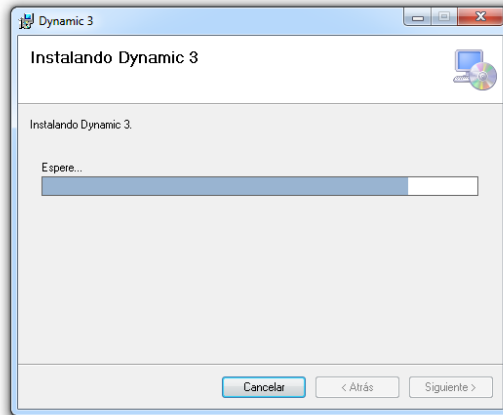 Dynamic 3
Instalando Dynamic 3
Instalando Dynamic 3.
Espere...
Cancelar
< Atrás
Siguiente >